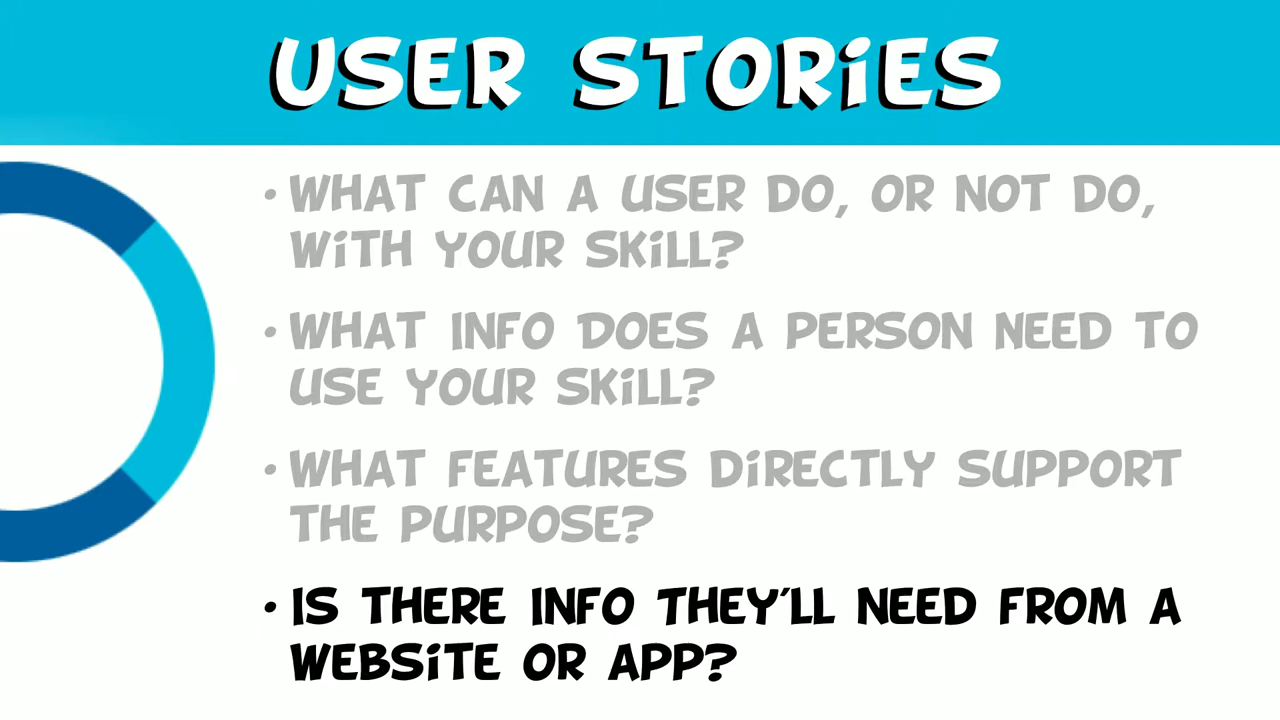 USER STORIES
• WHAT CAN A USER DO, OR NOT DO,
WITH YOUR SKILL?
• WHAT INFO DOES A PERSON NEED TO
USE YOUR SKILL?
• WHAT FEATURES DIRECTLY SUPPORT
THE PURPOSE?
• IS THERE INFO THEY'LL NEED FROM A
WEBSITE OR APP?